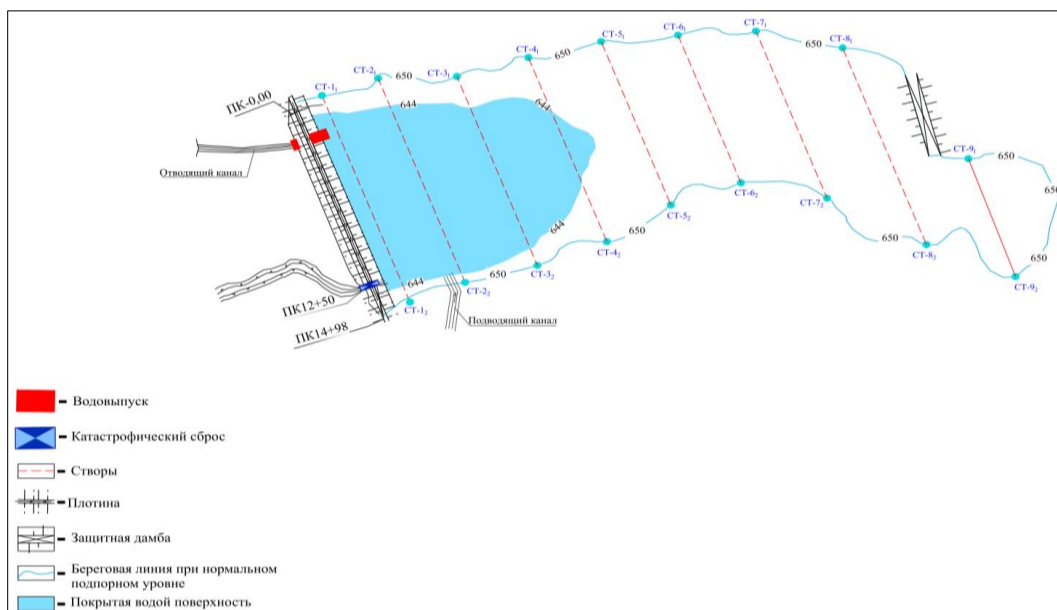 СТ-1₁
СТ-2₁
650
СТ-3₁
СТ-4₁
650
СТ-5₁
СТ-6₁
СТ-7₁
650
СТ-8₁
ПК-0,00
644
644
Отводящий канал
СТ-9₁
650
650
650
644
650
СТ-5₂
СТ-6₂
СТ-7₂
650
СТ-8₂
СТ-9₂
650
СТ-4₂
СТ-3₂
650
СТ-2₂
644
СТ-1₂
ПК12+50
ПК14+98
Подводящий канал
- Водовыпуск
- Катастрофический сброс
- Створы
- Плотина
- Защитная дамба
- Береговая линия при нормальном
подпорном уровне
- Покрытая водой поверхность